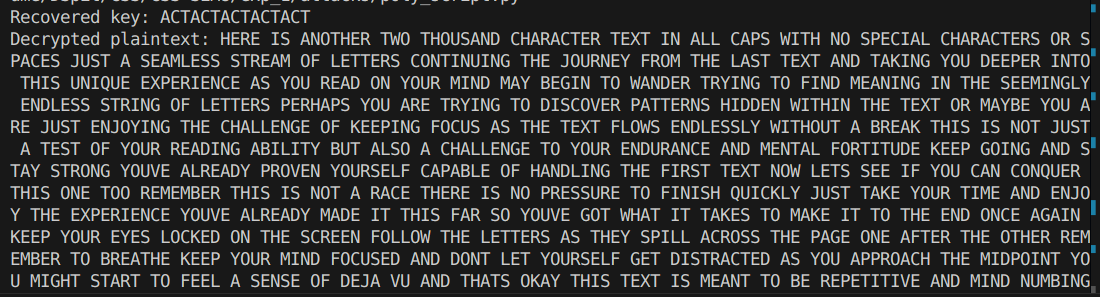 Recovered key: ACTACTACTACTACT
Decrypted plaintext: HERE IS ANOTHER TWO THOUSAND CHARACTER TEXT IN ALL CAPS WITH NO SPECIAL CHARACTERS OR S
PACES JUST A SEAMLESS STREAM OF LETTERS CONTINUING THE JOURNEY FROM THE LAST TEXT AND TAKING YOU DEEPER INTO
THIS UNIQUE EXPERIENCE AS YOU READ ON YOUR MIND MAY BEGIN TO WANDER TRYING TO FIND MEANING IN THE SEEMINGLY
ENDLESS STRING OF LETTERS PERHAPS YOU ARE TRYING TO DISCOVER PATTERNS HIDDEN WITHIN THE TEXT OR MAYBE YOU A
RE JUST ENJOYING THE CHALLENGE OF KEEPING FOCUS AS THE TEXT FLOWS ENDLESSLY WITHOUT A BREAK THIS IS NOT JUST
A TEST OF YOUR READING ABILITY BUT ALSO A CHALLENGE TO YOUR ENDURANCE AND MENTAL FORTITUDE KEEP GOING AND S
TAY STRONG YOUVE ALREADY PROVEN YOURSELF CAPABLE OF HANDLING THE FIRST TEXT NOW LETS SEE IF YOU CAN CONQUER
THIS ONE TOO REMEMBER THIS IS NOT A RACE THERE IS NO PRESSURE TO FINISH QUICKLY JUST TAKE YOUR TIME AND ENJO
Y THE EXPERIENCE YOUVE ALREADY MADE IT THIS FAR SO YOUVE GOT WHAT IT TAKES TO MAKE IT TO THE END ONCE AGAIN
KEEP YOUR EYES LOCKED ON THE SCREEN FOLLOW THE LETTERS AS THEY SPILL ACROSS THE PAGE ONE AFTER THE OTHER REM
EMBER TO BREATHE KEEP YOUR MIND FOCUSED AND DONT LET YOURSELF GET DISTRACTED AS YOU APPROACH THE MIDPOINT YO
U MIGHT START TO FEEL A SENSE OF DEJA VU AND THATS OKAY THIS TEXT IS MEANT TO BE REPETITIVE AND MIND NUMBING